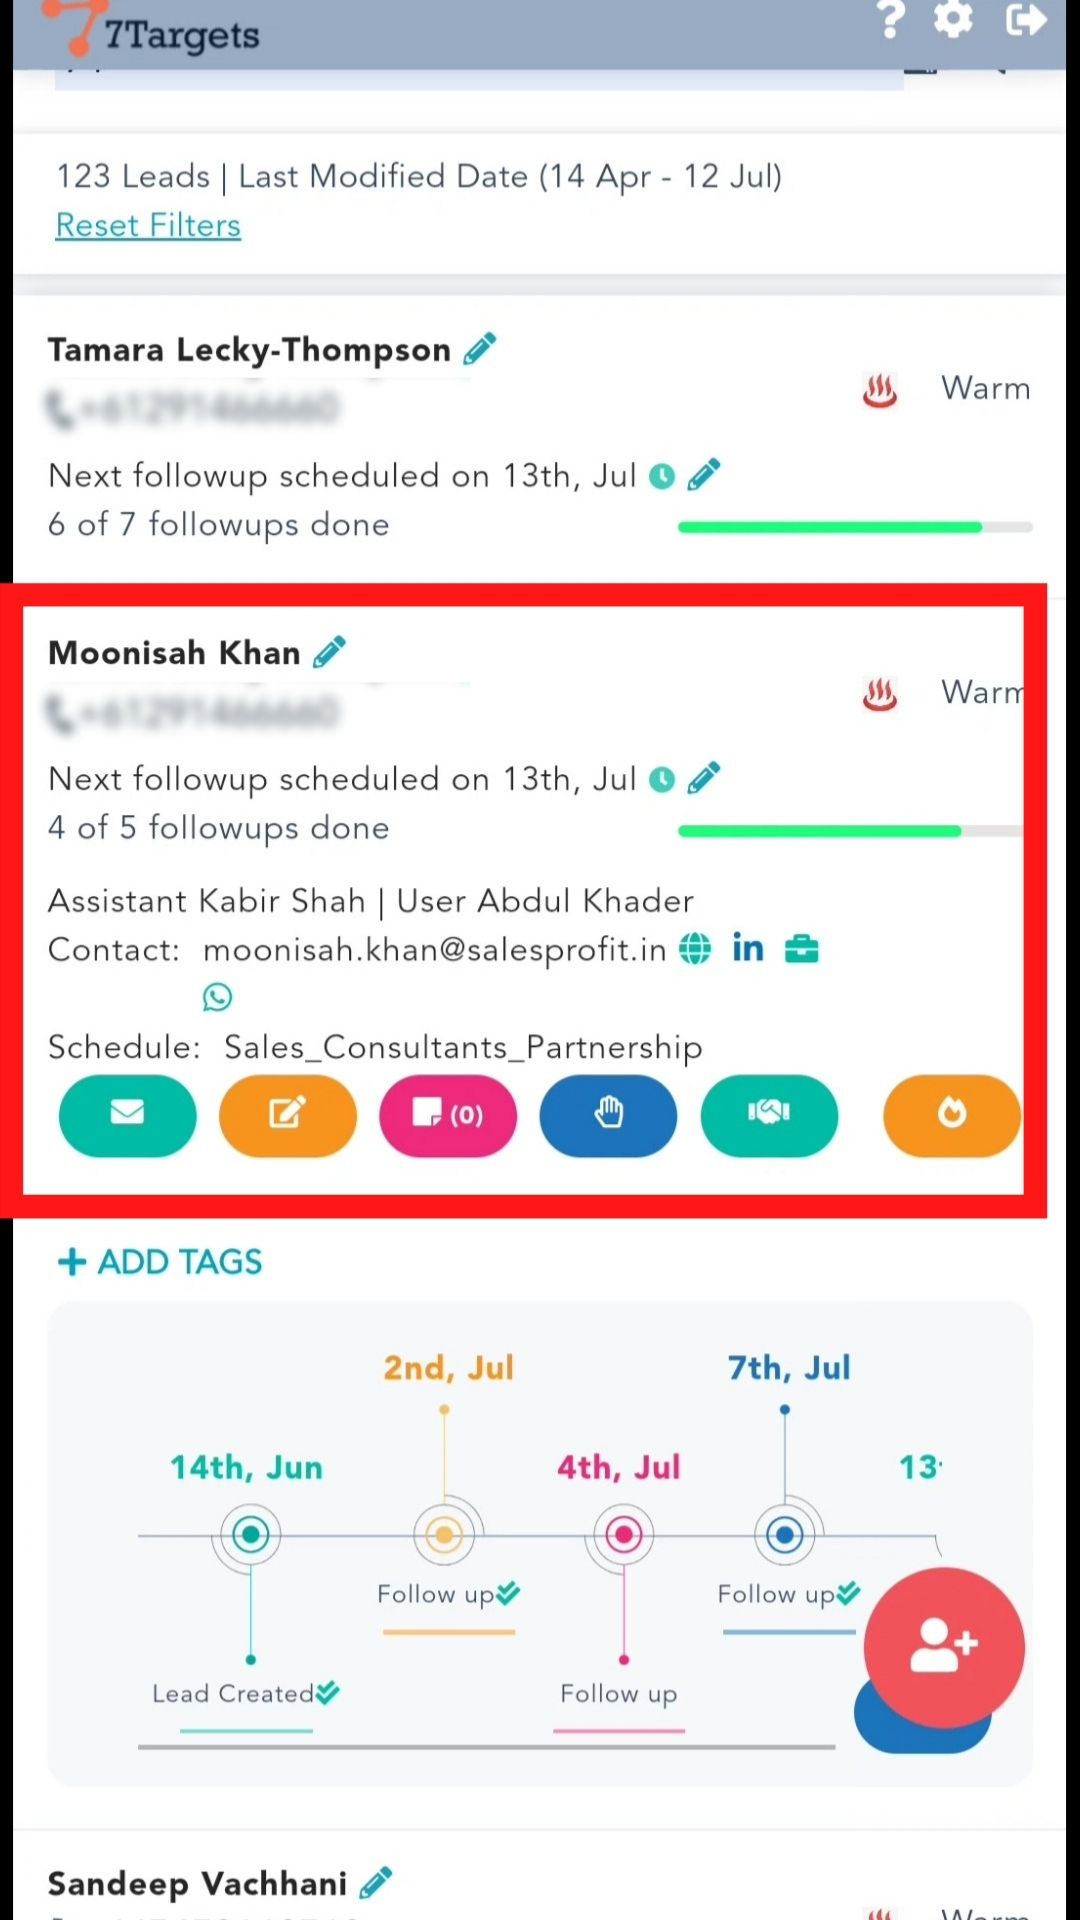 7Targets
123 Leads | Last Modified Date (14 Apr - 12 Jul)
Reset Filters
Tamara Lecky-Thompson
Warm
Next followup scheduled on 13th, Jul
6 of 7 followups done
Moonisah Khan
Warm
Next followup scheduled on 13th, Jul
4 of 5 followups done
Assistant Kabir Shah | User Abdul Khader
Contact: moonisah.khan@salesprofit.in
Schedule: Sales_Consultants_Partnership
(0)
+ ADD TAGS
2nd, Jul
7th, Jul
14th, Jun
4th, Jul
13
Follow up
Follow up
Lead Created
Follow up
Sandeep Vachhani